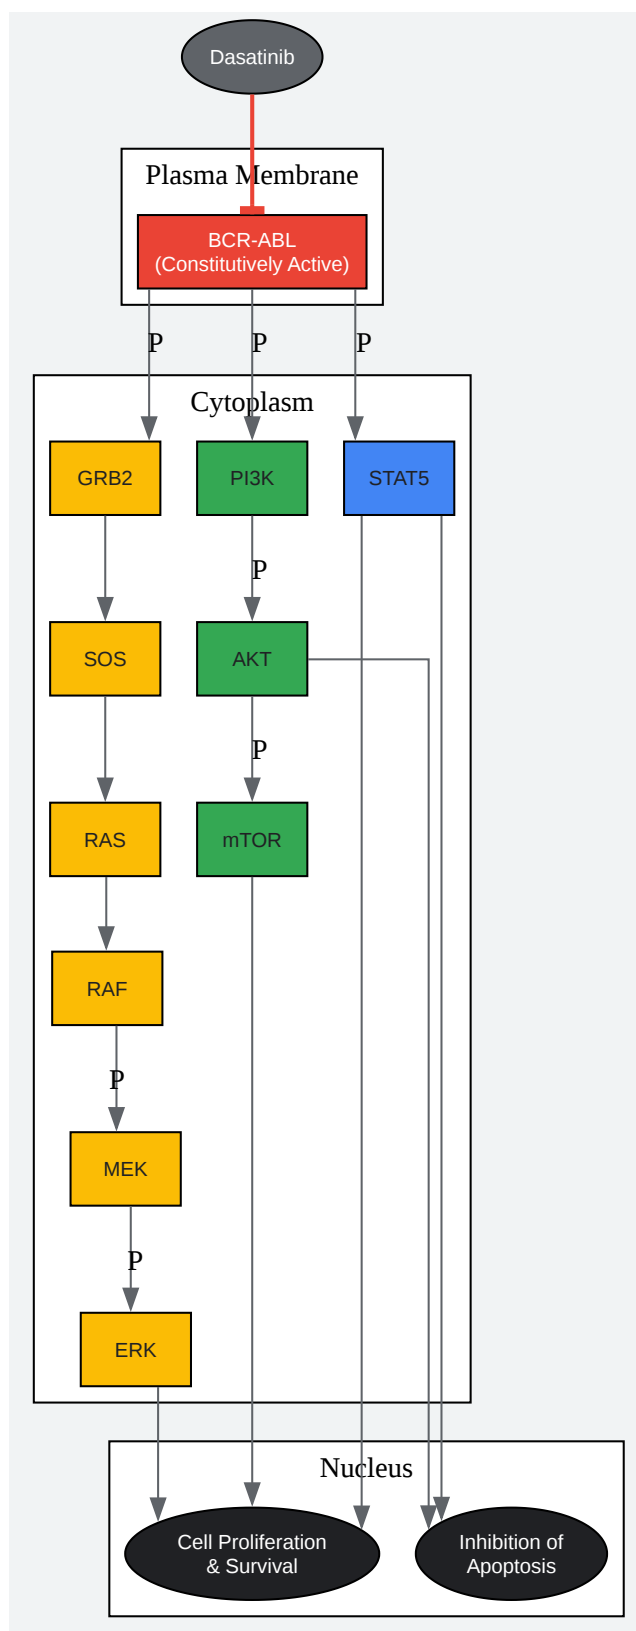 Dasatinib
Plasma Membrane
BCR-ABL
(Constitutively Active)
P
P
P
Cytoplasm
GRB2
PI3K
STAT5
P
SOS
AKT
P
RAS
mTOR
RAF
P
MEK
P
ERK
Nucleus
Cell Proliferation
& Survival
Inhibition of
Apoptosis